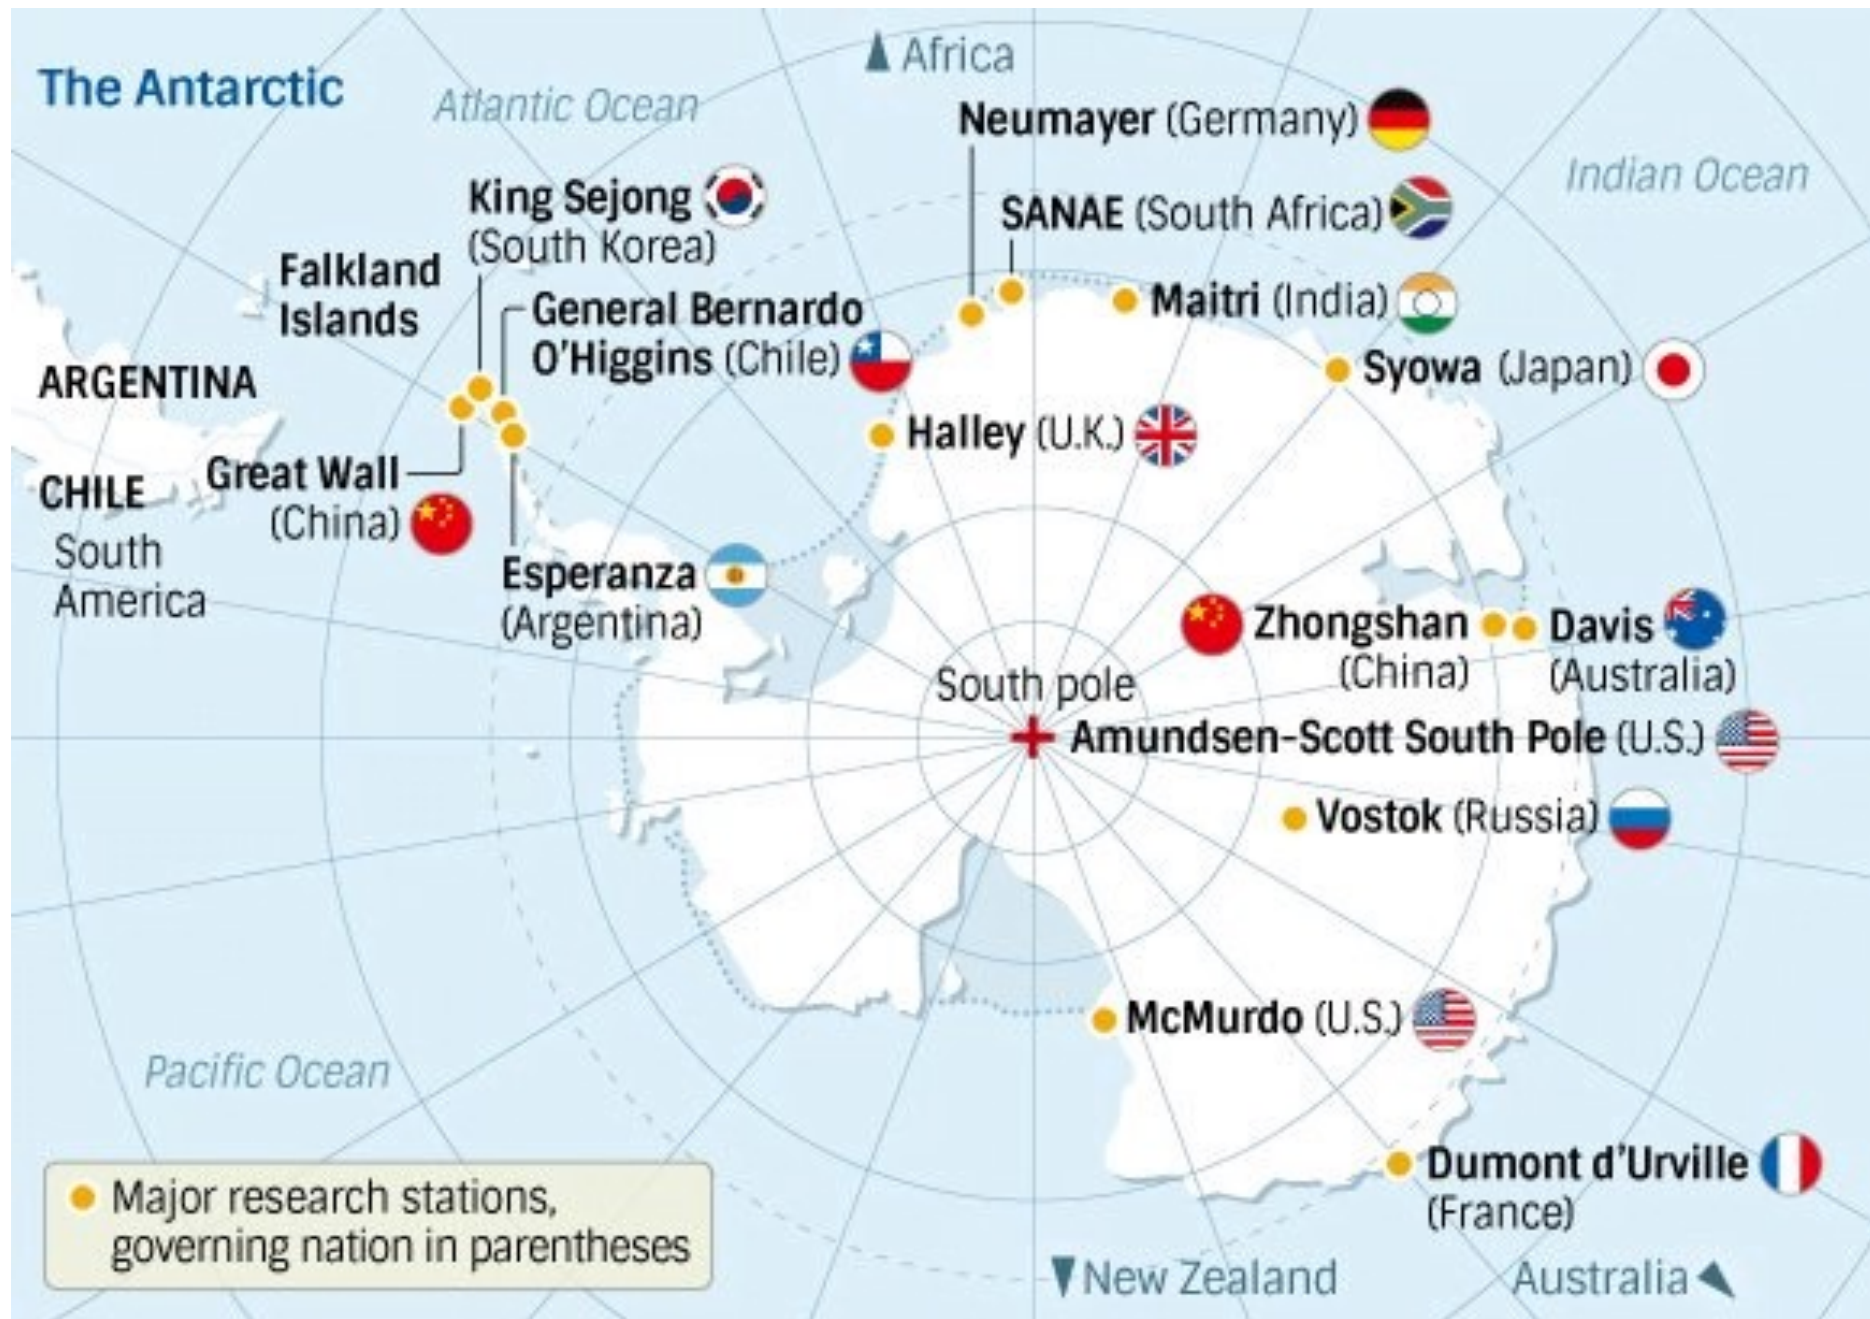 The Antarctic
Atlantic Ocean
Africa
Neumayer (Germany)
Indian Ocean
King Sejong
(South Korea)
SANAE (South Africa)
Falkland
Islands
General Bernardo
O'Higgins (Chile)
Maitri (India)
Syowa (Japan)
ARGENTINA
Halley (U.K.)
Great Wall
(China)
CHILE
South
America
Esperanza
(Argentina)
Zhongshan
(China)
Davis
(Australia)
South pole
Amundsen-Scott South Pole (U.S.)
Vostok (Russia)
McMurdo (U.S.)
Pacific Ocean
Dumont d'Urville
(France)
Major research stations,
governing nation in parentheses
New Zealand
Australia